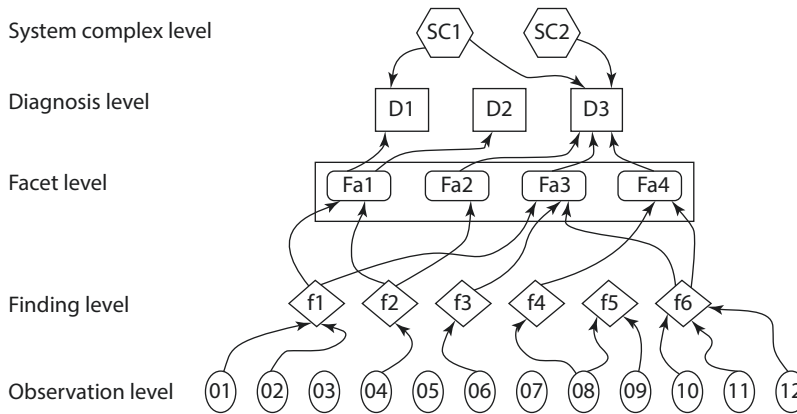 System complex level SC1 SC2
Diagnosis level D1 D2 D3
Facet level Fa1 Fa2 Fa3 Fa4
Finding level f1 f2 f3 f4 f5 f6
Observation level 01 02 03 04 05 06 07 08 09 10 11 12